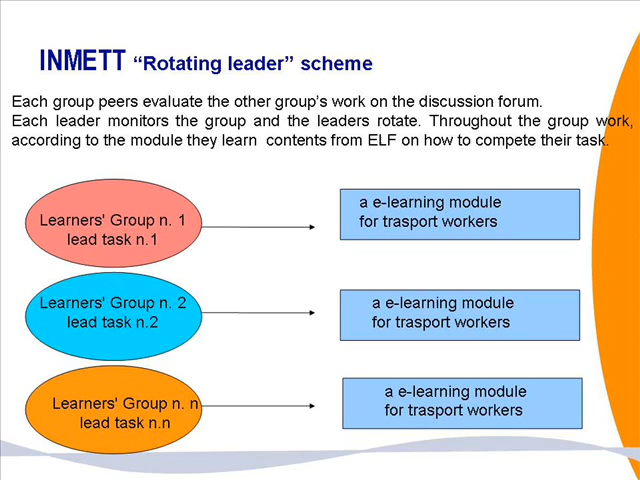 INMETT “Rotating leader” scheme
Each group peers evaluate the other group’s work on the discussion forum.
Each leader monitors the group and the leaders rotate. Throughout the group work,
according to the module they learn contents from ELF on how to compete their task.
Learners' Group n. 1
lead task n.1
a e-learning module
for trasport workers
Learners' Group n. 2
lead task n.2
a e-learning module
for trasport workers
Learners' Group n. n
lead task n.n
a e-learning module
for trasport workers